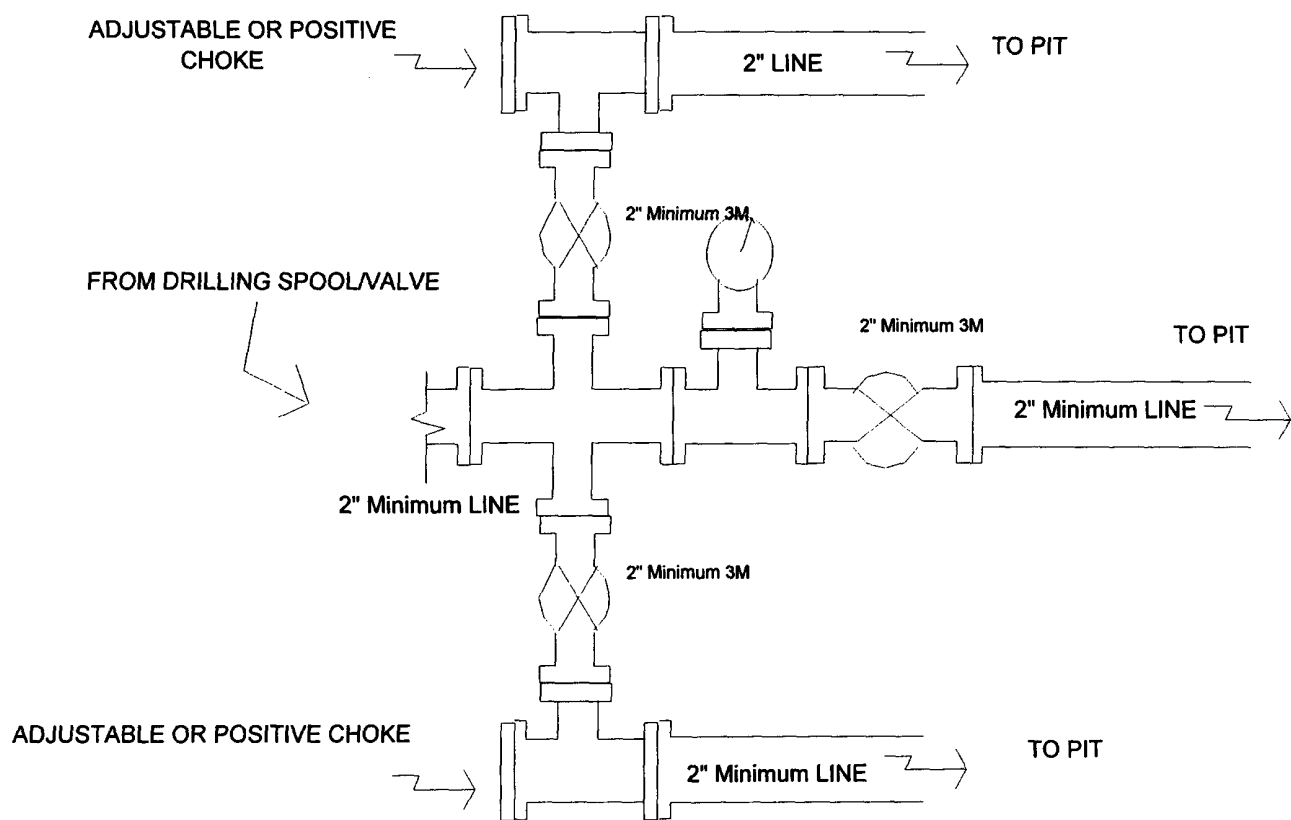 ADJUSTABLE OR POSITIVE
CHOKE
2" LINE
TO PIT
2" Minimum 3M
FROM DRILLING SPOOL/VALVE
2" Minimum 3M
TO PIT
2" Minimum LINE
2" Minimum LINE
2" Minimum 3M
ADJUSTABLE OR POSITIVE CHOKE
2" Minimum LINE
TO PIT